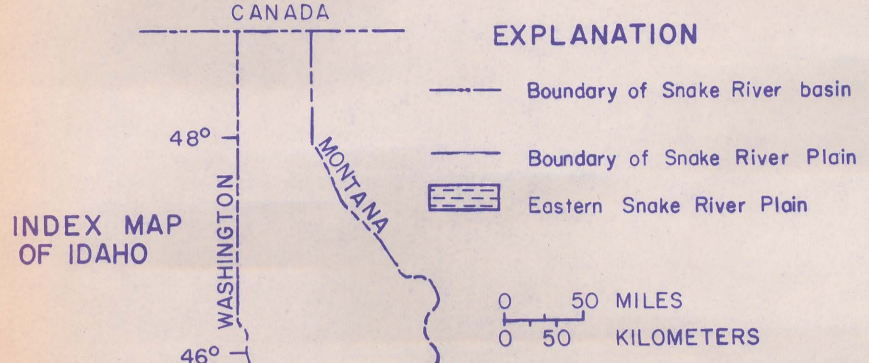 CANADA
EXPLANATION
Boundary of Snake River basin
48°
MONTANA
Boundary of Snake River Plain
WASHINGTON
Eastern Snake River Plain
INDEX MAP
OF IDAHO
0 50 MILES
0 50 KILOMETERS
46°